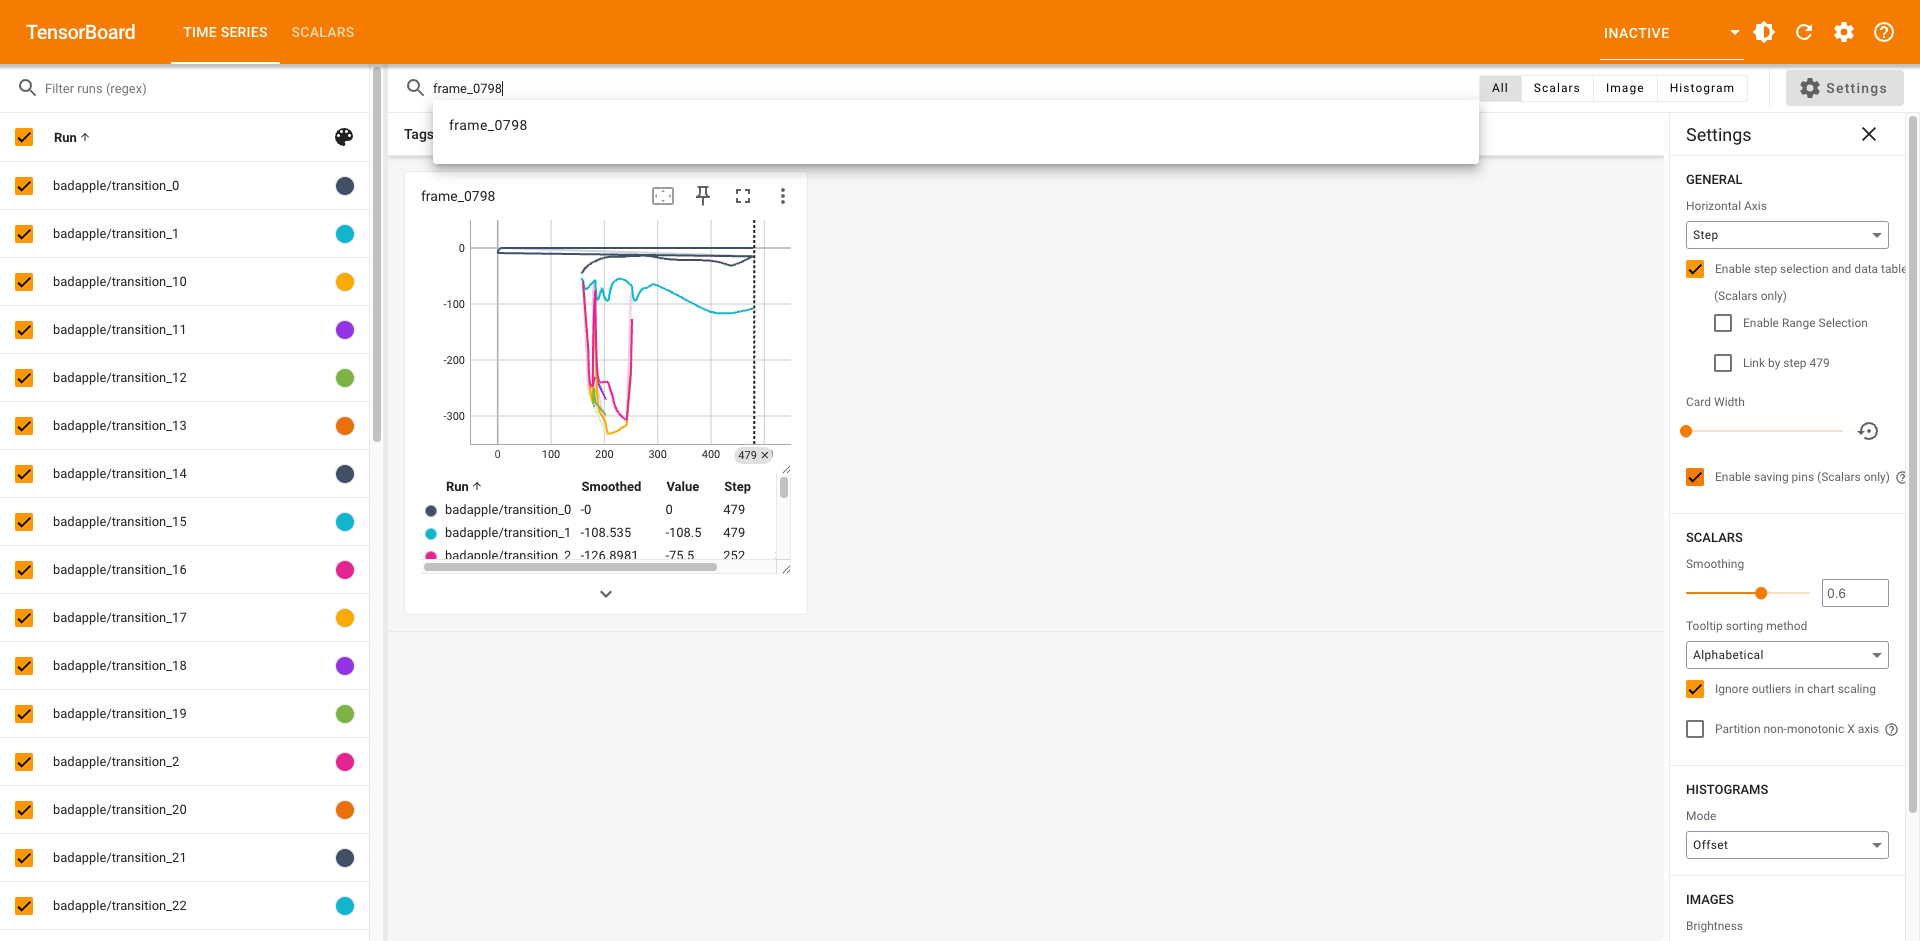 TensorBoard
TIME SERIES
SCALARS
INACTIVE
Filter runs (regex)
frame_0798
All
Scalars
Image
Histogram
Settings
frame_0798
Run
badapple/transition_0
badapple/transition_1
badapple/transition_10
badapple/transition_11
badapple/transition_12
badapple/transition_13
badapple/transition_14
badapple/transition_15
badapple/transition_16
badapple/transition_17
badapple/transition_18
badapple/transition_19
badapple/transition_2
badapple/transition_20
badapple/transition_21
badapple/transition_22
Tags
frame_0798
0
-100
-200
-300
0 100 200 300 400 479
Run Smoothed Value Step
badapple/transition_0 -0 0 479
badapple/transition_1 -108.535 -108.5 479
badapple/transition_2 -126.8981 -75.5 252
Settings
GENERAL
Horizontal Axis
Step
Enable step selection and data table
(Scalars only)
Enable Range Selection
Link by step 479
Card Width
Enable saving pins (Scalars only)
SCALARS
Smoothing
0.6
Tooltip sorting method
Alphabetical
Ignore outliers in chart scaling
Partition non-monotonic X axis
HISTOGRAMS
Mode
Offset
IMAGES
Brightness